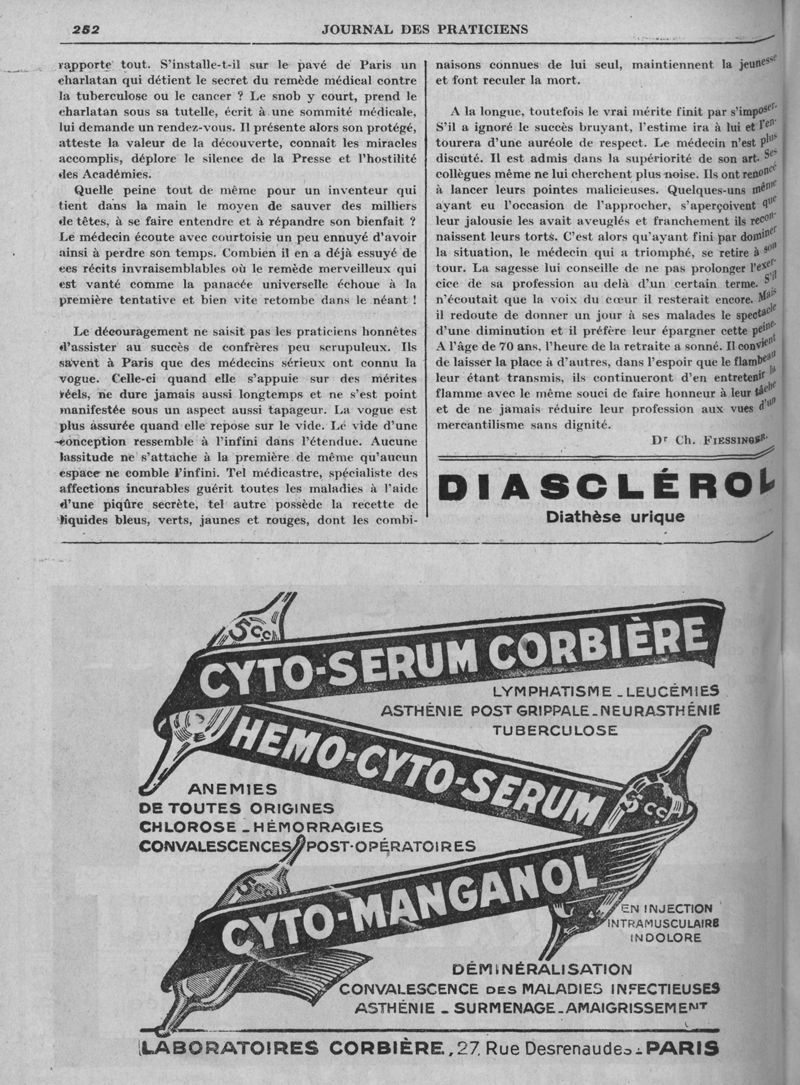 252
JOURNAL DES PRATICIENS
rapporte tout. S'installe-t-il sur le pavé de Paris un
charlatan qui détient le secret du remède médical contre
la tuberculose ou le cancer ? Le snob y court, prend le
charlatan sous sa tutelle, écrit à une sommité médicale,
lui demande un rendez-vous. Il présente alors son protégé,
atteste la valeur de la découverte, connaît les miracles
accomplis, déplore le silence de la Presse et l'hostilité
des Académies.
Quelle peine tout de même pour un inventeur qui
tient dans la main le moyen de sauver des milliers
de têtes, à se faire entendre et à répandre son bienfait ?
Le médecin écoute avec courtoisie un peu ennuyé d'avoir
ainsi à perdre son temps. Combien il en a déjà essuyé de
ces récits invraisemblables où le remède merveilleux qui
est vanté comme la panacée universelle échoue à la
première tentative et bien vite retombe dans le néant !
Le découragement ne saisit pas les praticiens honnêtes
d'assister au succès de confrères peu scrupuleux. Ils
savent à Paris que des médecins sérieux ont connu la
vogue. Celle-ci quand elle s'appuie sur des mérites
réels, ne dure jamais aussi longtemps et ne s'est point
manifestée sous un aspect aussi tapageur. La vogue est
plus assurée quand elle repose sur le vide. Le vide d'une
conception ressemble à l'infini dans l'étendue. Aucune
lassitude ne s'attache à la première de même qu'aucun
espace ne comble l'infini. Tel médicastre, spécialiste des
affections incurables guérit toutes les maladies à l'aide
d'une piqûre secrète, tel autre possède la recette de
liquides bleus, verts, jaunes et rouges, dont les combi-
naisons connues de lui seul, maintiennent la jeunesse
et font reculer la mort.
A la longue, toutefois le vrai mérite finit par s'imposer.
S'il a ignoré le succès bruyant, l'estime ira à lui et l'en-
tourera d'une auréole de respect. Le médecin n'est plus
discuté. Il est admis dans la supériorité de son art. Ses
collègues même ne lui cherchent plus noise. Ils ont renoncé
à lancer leurs pointes malicieuses. Quelques-uns même
ayant eu l'occasion de l'approcher, s'aperçoivent que
leur jalousie les avait aveuglés et franchement ils recon-
naissent leurs torts. C'est alors qu'ayant fini par dominer
la situation, le médecin qui a triomphé, se retire à son
tour. La sagesse lui conseille de ne pas prolonger l'exer-
cice de sa profession au delà d'un certain terme. S'il
n'écoutait que la voix du cœur il resterait encore. Mais
il redoute de donner un jour à ses malades le spectacle
d'une diminution et il préfère leur épargner cette peine.
A l'âge de 70 ans, l'heure de la retraite a sonné. Il convient
de laisser la place à d'autres, dans l'espoir que le flambeau
leur étant transmis, ils continueront d'en entretenir la
flamme avec le même souci de faire honneur à leur tâche
et de ne jamais réduire leur profession aux vues d'un
mercantilisme sans dignité.
Dr Ch. FIESSINGER.
DIASCLÉROL
Diathèse urique
5cc.
CYTO-SERUM CORBIÈRE
LYMPHATISME - LEUCÉMIES
ASTHÉNIE POST GRIPPALE - NEURASTHÉNIE
TUBERCULOSE
HEMO-CYTO-SERUM
5cc
ANEMIES
DE TOUTES ORIGINES
CHLOROSE - HÉMORRAGIES
CONVALESCENCES POST-OPÉRATOIRES
5cc
CYTO-MANGANOL
EN INJECTION
INTRAMUSCULAIRE
INDOLORE
DÉMINÉRALISATION
CONVALESCENCE DES MALADIES INFECTIEUSES
ASTHÉNIE - SURMENAGE - AMAIGRISSEMENT
LABORATOIRES CORBIÈRE., 27, Rue Desrenaudes - PARIS